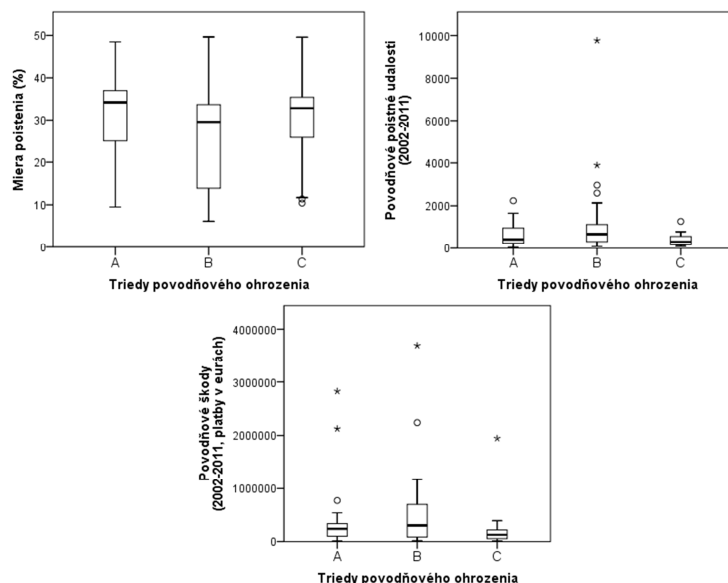 Miera poistenia (%)
50
40
30
20
10
0
A B C
Triedy povodňového ohrozenia
Povodňové poistné udalosti
(2002-2011)
10000
8000
6000
4000
2000
0
A B C
Triedy povodňového ohrozenia
Povodňové škody
(2002-2011, platby v eurách)
4000000
3000000
2000000
1000000
0
A B C
Triedy povodňového ohrozenia